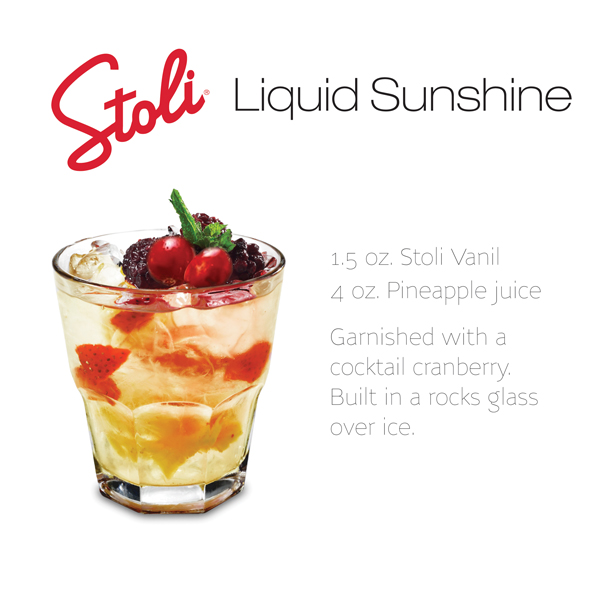 Stoli® Liquid Sunshine
1.5 oz. Stoli Vanil
4 oz. Pineapple juice
Garnished with a
cocktail cranberry.
Built in a rocks glass
over ice.